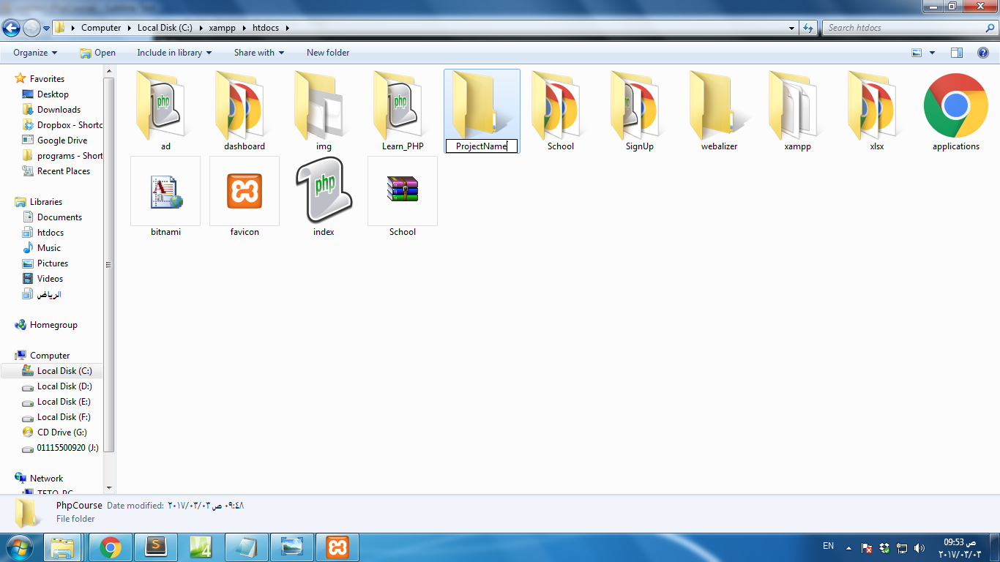 Computer
Local Disk (C:)
xampp
htdocs
Search htdocs
Organize
Open
Include in library
Share with
New folder
Favorites
Desktop
Downloads
Dropbox - Shortc
Google Drive
programs - Short
Recent Places
Libraries
Documents
htdocs
Music
Pictures
Videos
الرياض
Homegroup
Computer
Local Disk (C:)
Local Disk (D:)
Local Disk (E:)
Local Disk (F:)
CD Drive (G:)
01115500920 (J:)
Network
TETO-PC
php
php
php
ad
dashboard
img
Learn_PHP
ProjectName
School
SignUp
webalizer
xampp
xlsx
applications
php
bitnami
favicon
index
School
PhpCourse Date modified: ٢٠١٧/٠٣/٠٣ ص ٠٩:٤٨
File folder
EN
09:53 ص
٢٠١٧/٠٣/٠٣